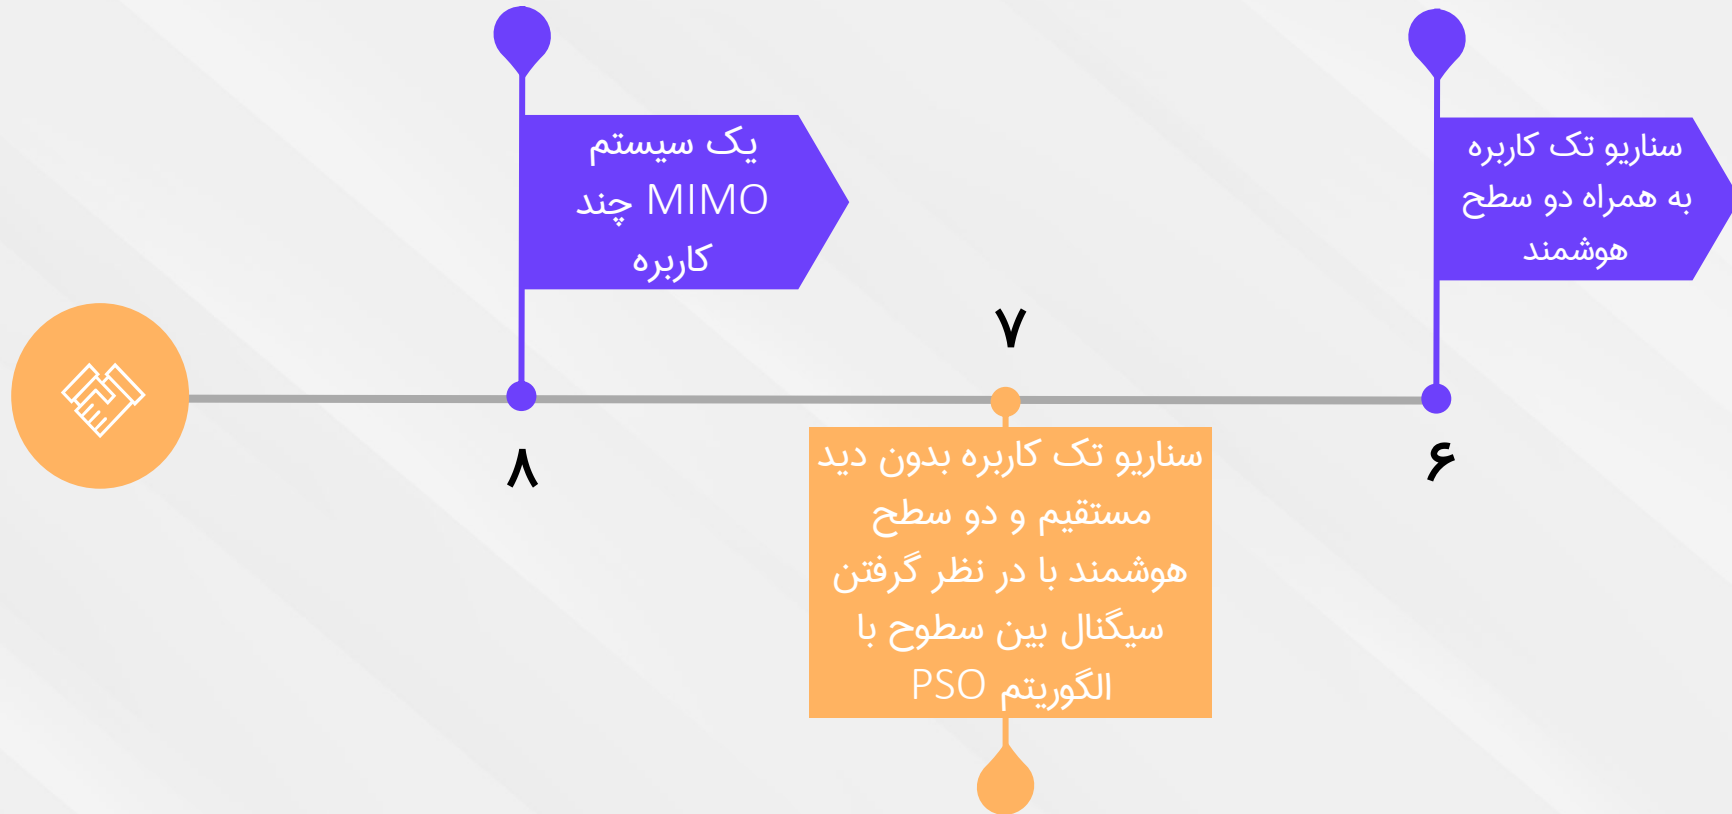 سناریو تک کاربره
به همراه دو سطح
هوشمند
۶
۷
سناریو تک کاربره بدون دید
مستقیم و دو سطح
هوشمند با در نظر گرفتن
سیگنال بین سطوح با
الگوریتم PSO
یک سیستم
MIMO چند
کاربره
۸